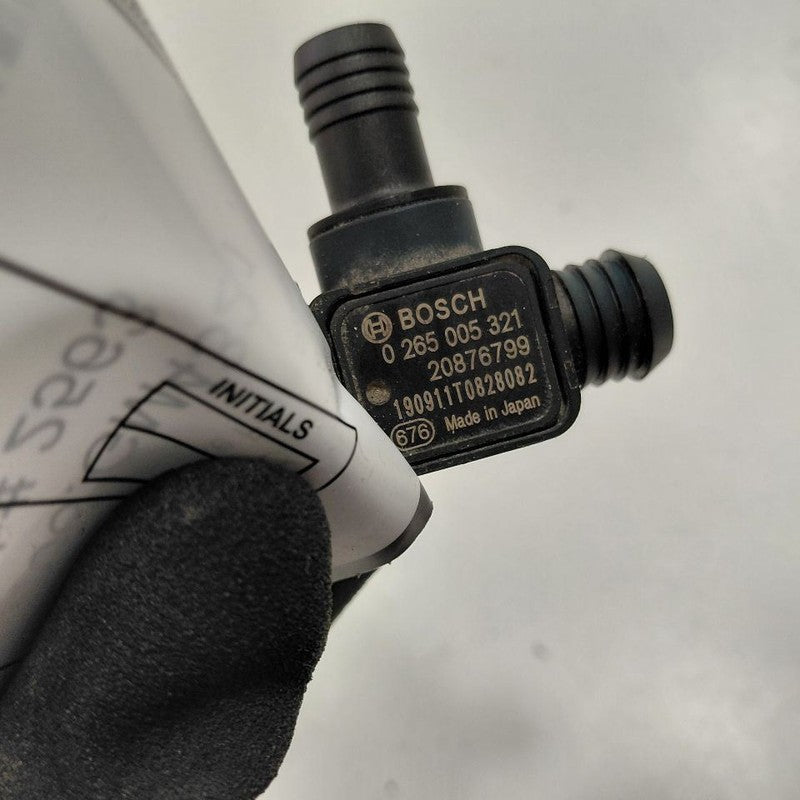 BOSCH
0 265 005 321
20876799
190911T0828082
676 Made in Japan
INITIALS